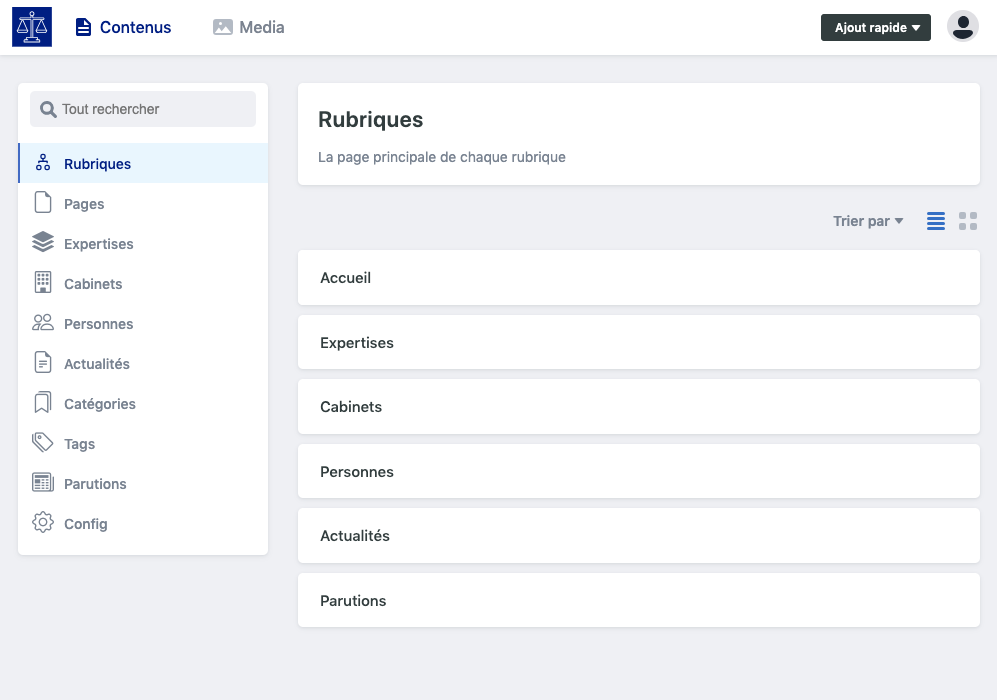 Contenus
Media
Ajout rapide
Tout rechercher
Rubriques
Pages
Expertises
Cabinets
Personnes
Actualités
Catégories
Tags
Parutions
Config
Rubriques
La page principale de chaque rubrique
Trier par
Accueil
Expertises
Cabinets
Personnes
Actualités
Parutions